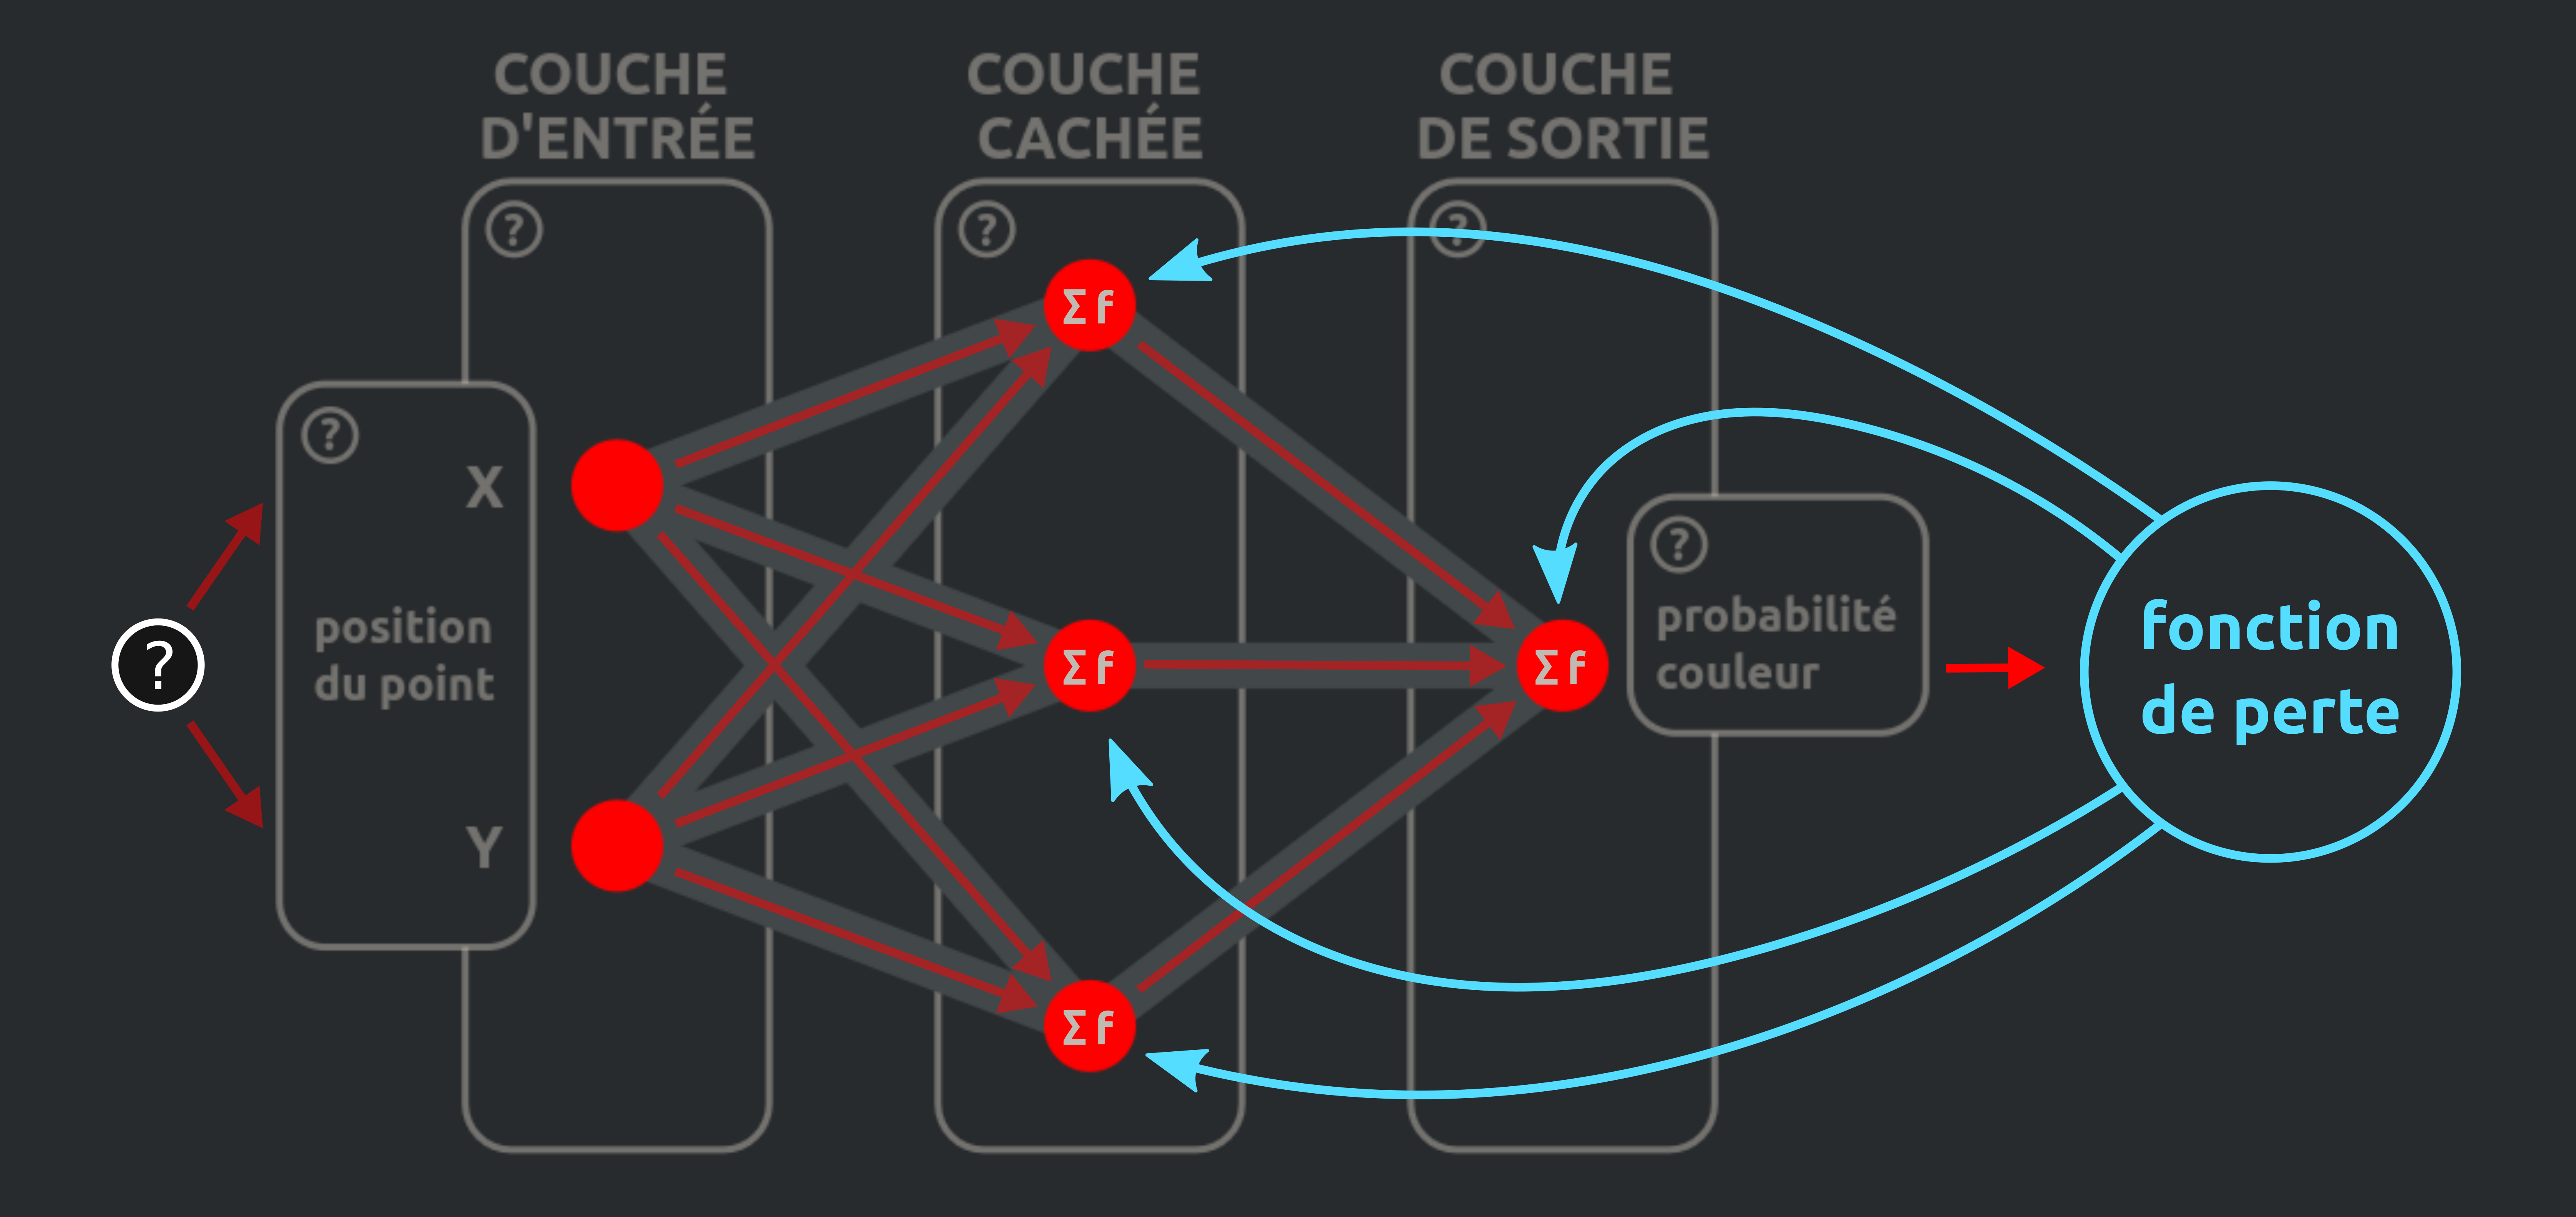 COUCHE
D'ENTRÉE
COUCHE
CACHÉE
COUCHE
DE SORTIE
?
?
?
?
X
position
du point
Y
?
Σ f
Σ f
Σ f
Σ f
?
probabilité
couleur
fonction
de perte